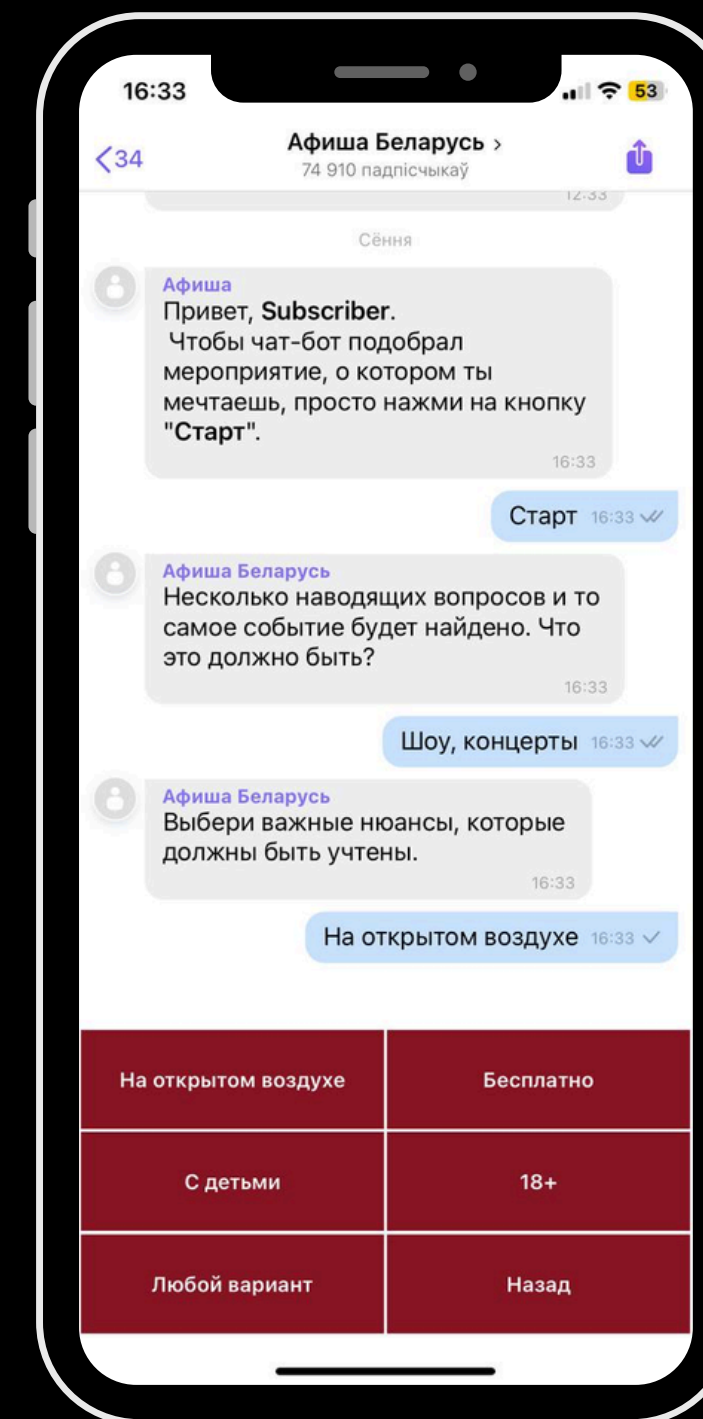 16:33
53
34
Афиша Беларусь
74 910 падпісчыкаў
12:33
Сёння
Афиша
Привет, Subscriber.
Чтобы чат-бот подобрал
мероприятие, о котором ты
мечтаешь, просто нажми на кнопку
"Старт".
16:33
Старт 16:33
Афиша Беларусь
Несколько наводящих вопросов и то
самое событие будет найдено. Что
это должно быть?
16:33
Шоу, концерты 16:33
Афиша Беларусь
Выбери важные нюансы, которые
должны быть учтены.
16:33
На открытом воздухе 16:33
На открытом воздухе
Бесплатно
С детьми
18+
Любой вариант
Назад